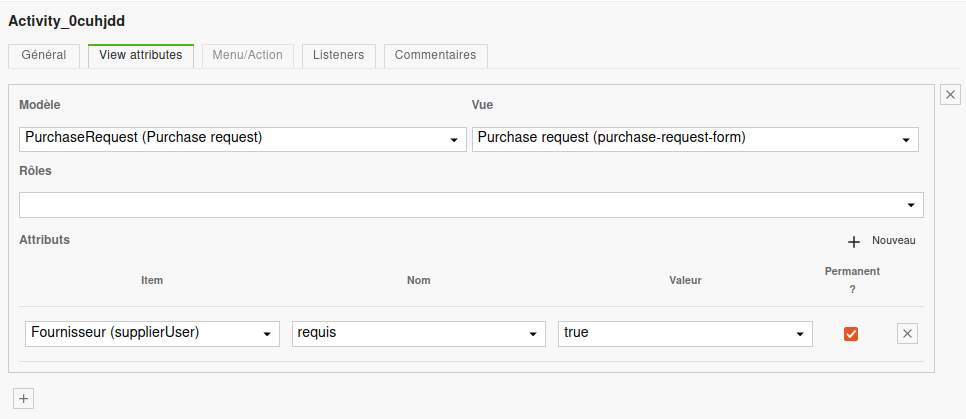 Activity_0cuhjdd
Général View attributes Menu/Action Listeners Commentaires
Modèle Vue
PurchaseRequest (Purchase request) Purchase request (purchase-request-form)
Rôles
Attributs Nouveau
Item Nom Valeur Permanent ?
Fournisseur (supplierUser) requis true